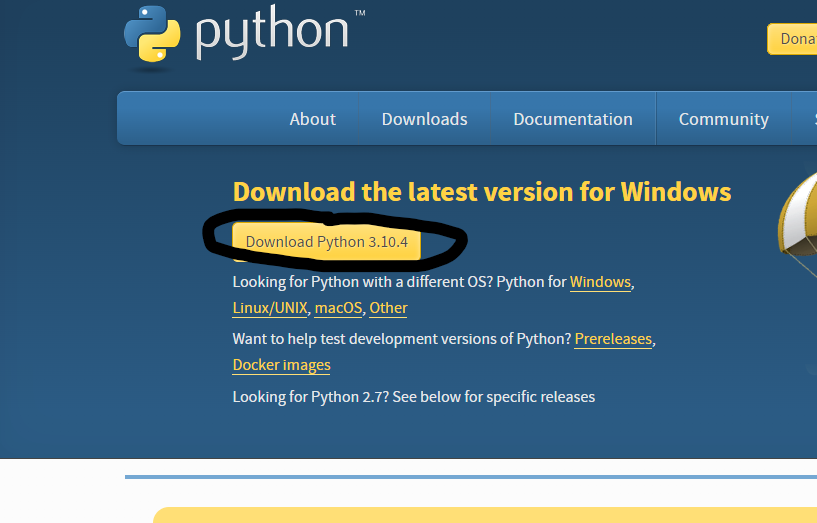 python™
Dona
About Downloads Documentation Community
Download the latest version for Windows
Download Python 3.10.4
Looking for Python with a different OS? Python for Windows,
Linux/UNIX, macOS, Other
Want to help test development versions of Python? Prereleases,
Docker images
Looking for Python 2.7? See below for specific releases